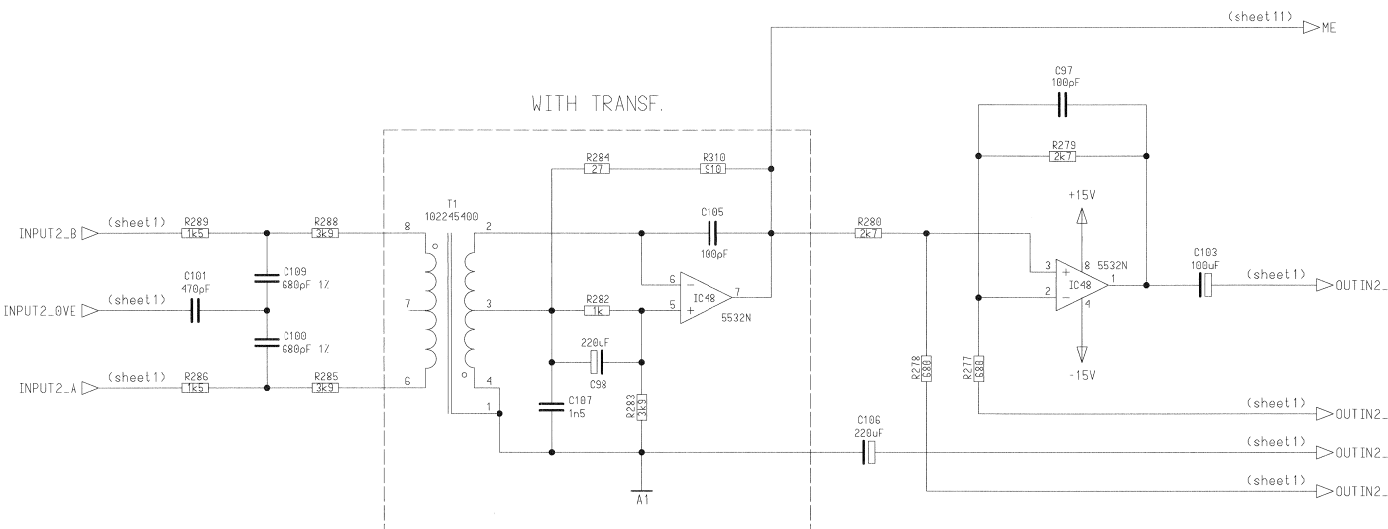 (sheet11)
ME
C97
100pF
WITH TRANSF.
R279
2k7
R284
27
R310
510
+15V
T1
102245400
INPUT2_B
(sheet1)
R289
1k5
R288
3k9
8
2
C105
100pF
R280
2k7
C109
680pF 1%
C101
470pF
INPUT2_0VE
7
3
R282
1k
6
−
5
+
IC48
7
5532N
3
+
2
−
8
5532N
IC48
1
4
C103
100uF
(sheet1)
OUTIN2_
C100
680pF 1%
220uF
C98
-15V
INPUT2_A
(sheet1)
R286
1k5
R285
3k9
6
4
1
C107
1n5
R283
3k9
R278
680
R277
680
(sheet1)
OUTIN2_
C106
220uF
(sheet1)
OUTIN2_
(sheet1)
OUTIN2_
A1